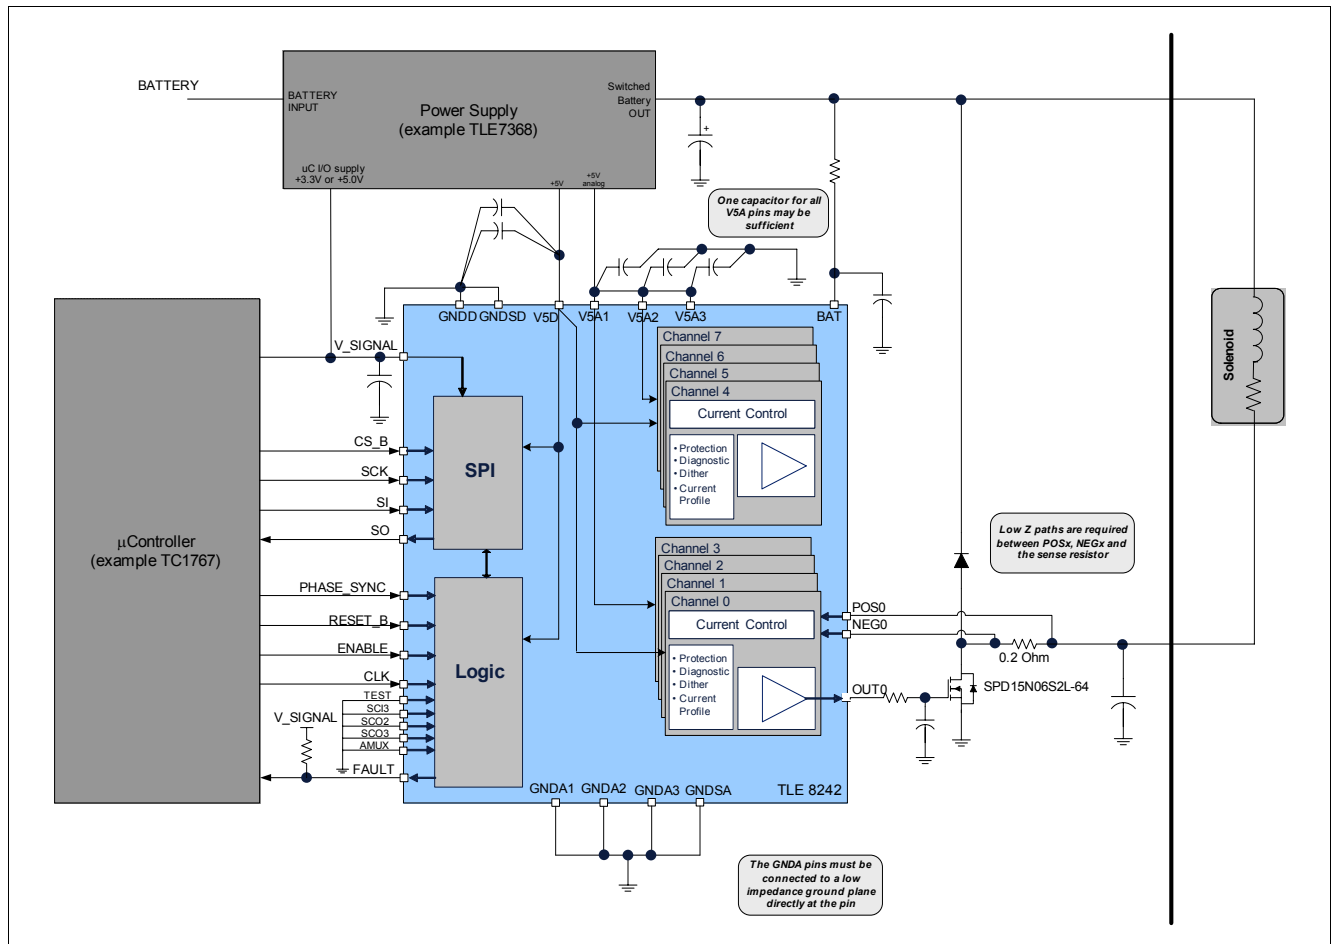 BATTERY
BATTERY
INPUT
Power Supply
(example TLE7368)
Switched
Battery
OUT
uC I/O supply
+3.3V or +5.0V
+5V
+5V
analog
One capacitor for all
V5A pins may be
sufficient
GNDD
GNDSD
V5D
V5A1
V5A2
V5A3
BAT
μController
(example TC1767)
V_SIGNAL
CS_B
SCK
SI
SO
PHASE_SYNC
RESET_B
ENABLE
CLK
TEST
SCI3
SCO2
SCO3
AMUX
V_SIGNAL
FAULT
SPI
Logic
Channel 7
Channel 6
Channel 5
Channel 4
Current Control
• Protection
• Diagnostic
• Dither
• Current
Profile
Channel 3
Channel 2
Channel 1
Channel 0
Current Control
• Protection
• Diagnostic
• Dither
• Current
Profile
POS0
NEG0
OUT0
Low Z paths are required
between POSx, NEGx and
the sense resistor
0.2 Ohm
SPD15N06S2L-64
Solenoid
GNDA1
GNDA2
GNDA3
GNDSA
TLE 8242
The GNDA pins must be
connected to a low
impedance ground plane
directly at the pin
+